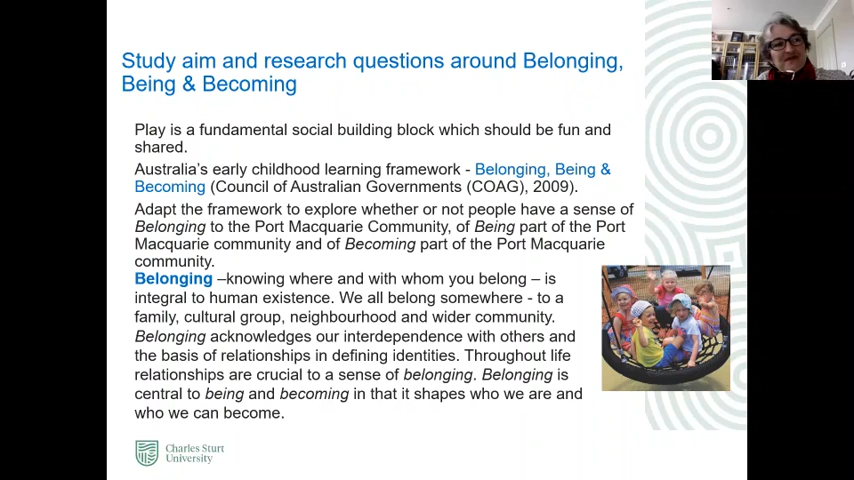 Study aim and research questions around Belonging,
Being & Becoming
Play is a fundamental social building block which should be fun and
shared.
Australia's early childhood learning framework - Belonging, Being &
Becoming (Council of Australian Governments (COAG), 2009).
Adapt the framework to explore whether or not people have a sense of
Belonging to the Port Macquarie Community, of Being part of the Port
Macquarie community and of Becoming part of the Port Macquarie
community.
Belonging –knowing where and with whom you belong – is
integral to human existence. We all belong somewhere - to a
family, cultural group, neighbourhood and wider community.
Belonging acknowledges our interdependence with others and
the basis of relationships in defining identities. Throughout life
relationships are crucial to a sense of belonging. Belonging is
central to being and becoming in that it shapes who we are and
who we can become.
Charles Sturt
University